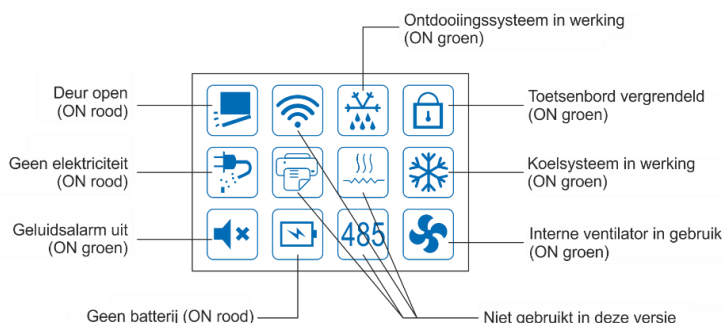 Ontdooiingssysteem in werking
(ON groen)
Deur open
(ON rood)
Toetsenbord vergrendeld
(ON groen)
Geen elektriciteit
(ON rood)
Koelsysteem in werking
(ON groen)
Geluidsalarm uit
(ON groen)
485
Interne ventilator in gebruik
(ON groen)
Geen batterij (ON rood)
Niet gebruikt in deze versie